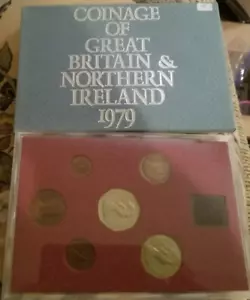 COINAGE OF
GREAT
BRITAIN &
NORTHERN
IRELAND
1979